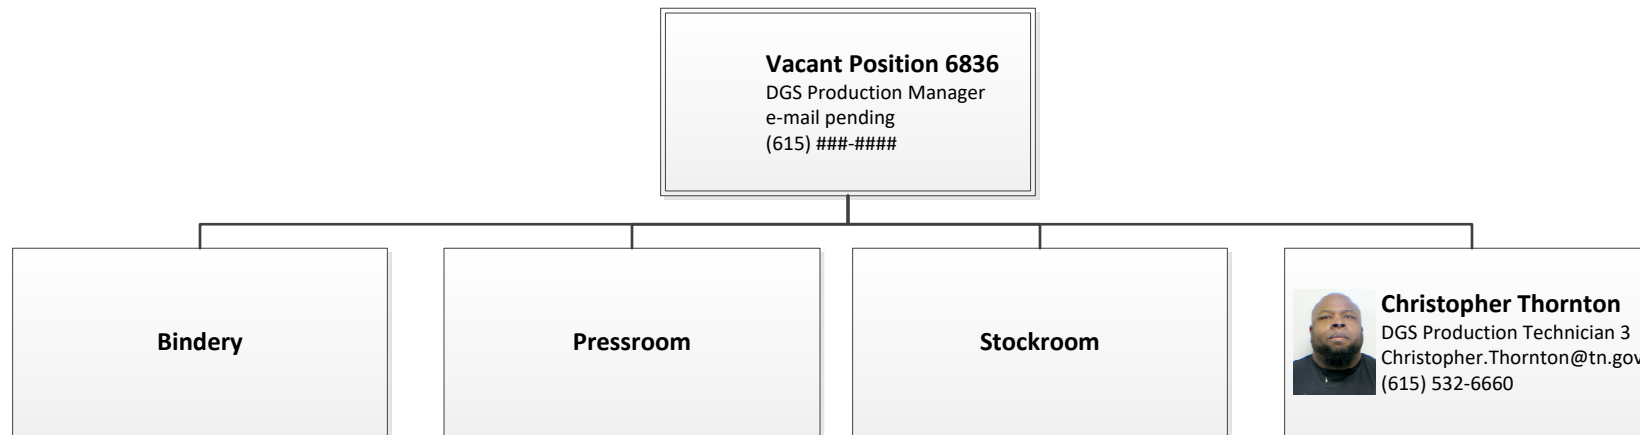 Vacant Position 6836
DGS Production Manager
e-mail pending
(615) ###-####
Bindery
Pressroom
Stockroom
Christopher Thornton
DGS Production Technician 3
Christopher.Thornton@tn.gov
(615) 532-6660